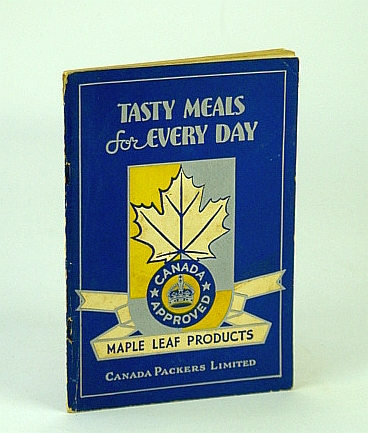 TASTY MEALS
for EVERY DAY
CANADA
APPROVED
MAPLE LEAF PRODUCTS
CANADA PACKERS LIMITED